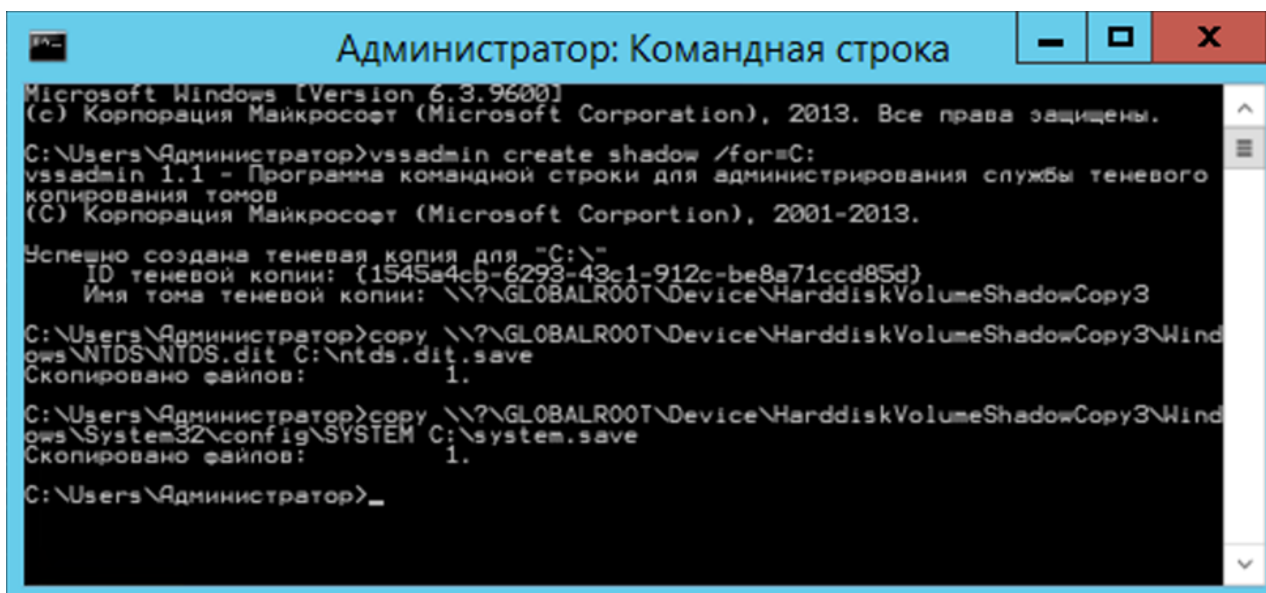 Администратор: Командная строка
Microsoft Windows [Version 6.3.9600]
(c) Корпорация Майкрософт (Microsoft Corporation), 2013. Все права защищены.
C:\Users\Администратор>vssadmin create shadow /for=C:
vssadmin 1.1 - Программа командной строки для администрирования службы теневого
копирования томов
(C) Корпорация Майкрософт (Microsoft Corportion), 2001-2013.
Успешно создана теневая копия для "C:\"
ID теневой копии: {1545a4cb-6293-43c1-912c-be8a71ccd85d}
Имя тома теневой копии: \\?\GLOBALROOT\Device\HarddiskVolumeShadowCopy3
C:\Users\Администратор>copy \\?\GLOBALROOT\Device\HarddiskVolumeShadowCopy3\Wind
ows\NTDS\NTDS.dit C:\ntds.dit.save
Скопировано файлов: 1.
C:\Users\Администратор>copy \\?\GLOBALROOT\Device\HarddiskVolumeShadowCopy3\Wind
ows\System32\config\SYSTEM C:\system.save
Скопировано файлов: 1.
C:\Users\Администратор>_